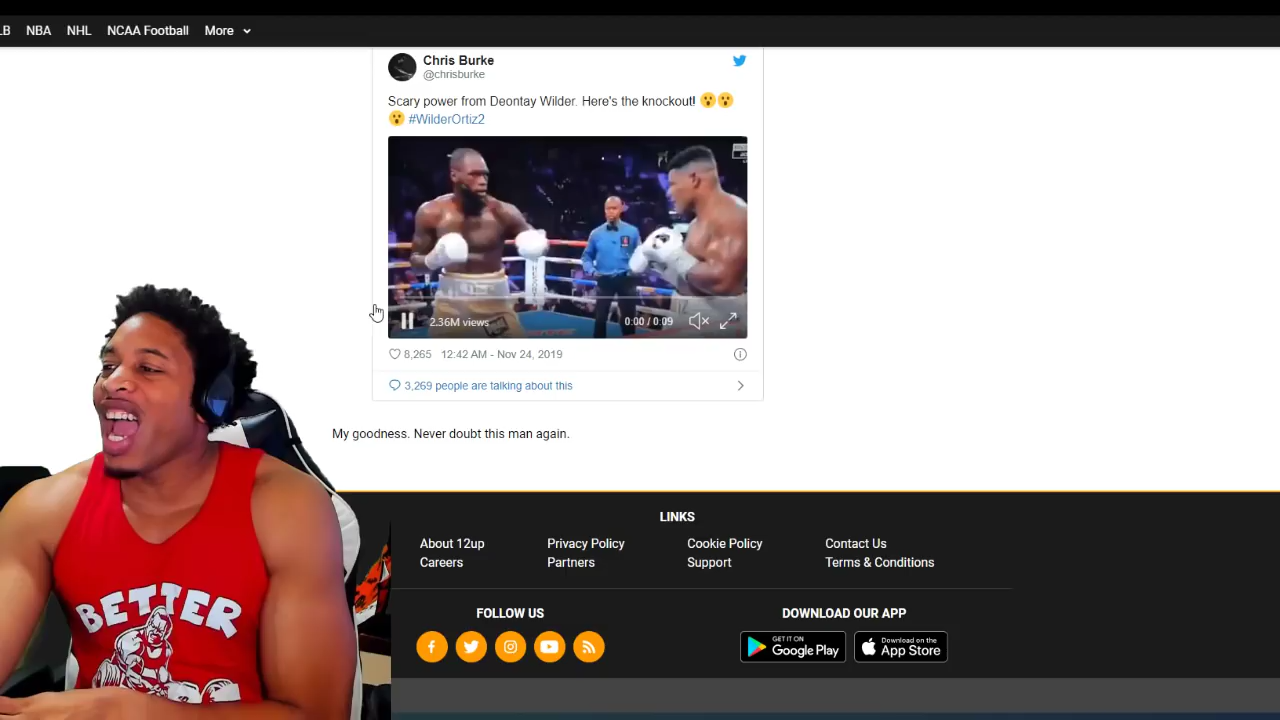 LB NBA NHL NCAA Football More
Chris Burke
@chrisburke
Scary power from Deontay Wilder. Here's the knockout! 😮😮
😮 #WilderOrtiz2
2.36M views 0:00 / 0:09
8,265 12:42 AM - Nov 24, 2019
3,269 people are talking about this
My goodness. Never doubt this man again.
LINKS
About 12up Privacy Policy Cookie Policy Contact Us
Careers Partners Support Terms & Conditions
FOLLOW US DOWNLOAD OUR APP
GET IT ON
Google Play
Download on the
App Store
BETTER